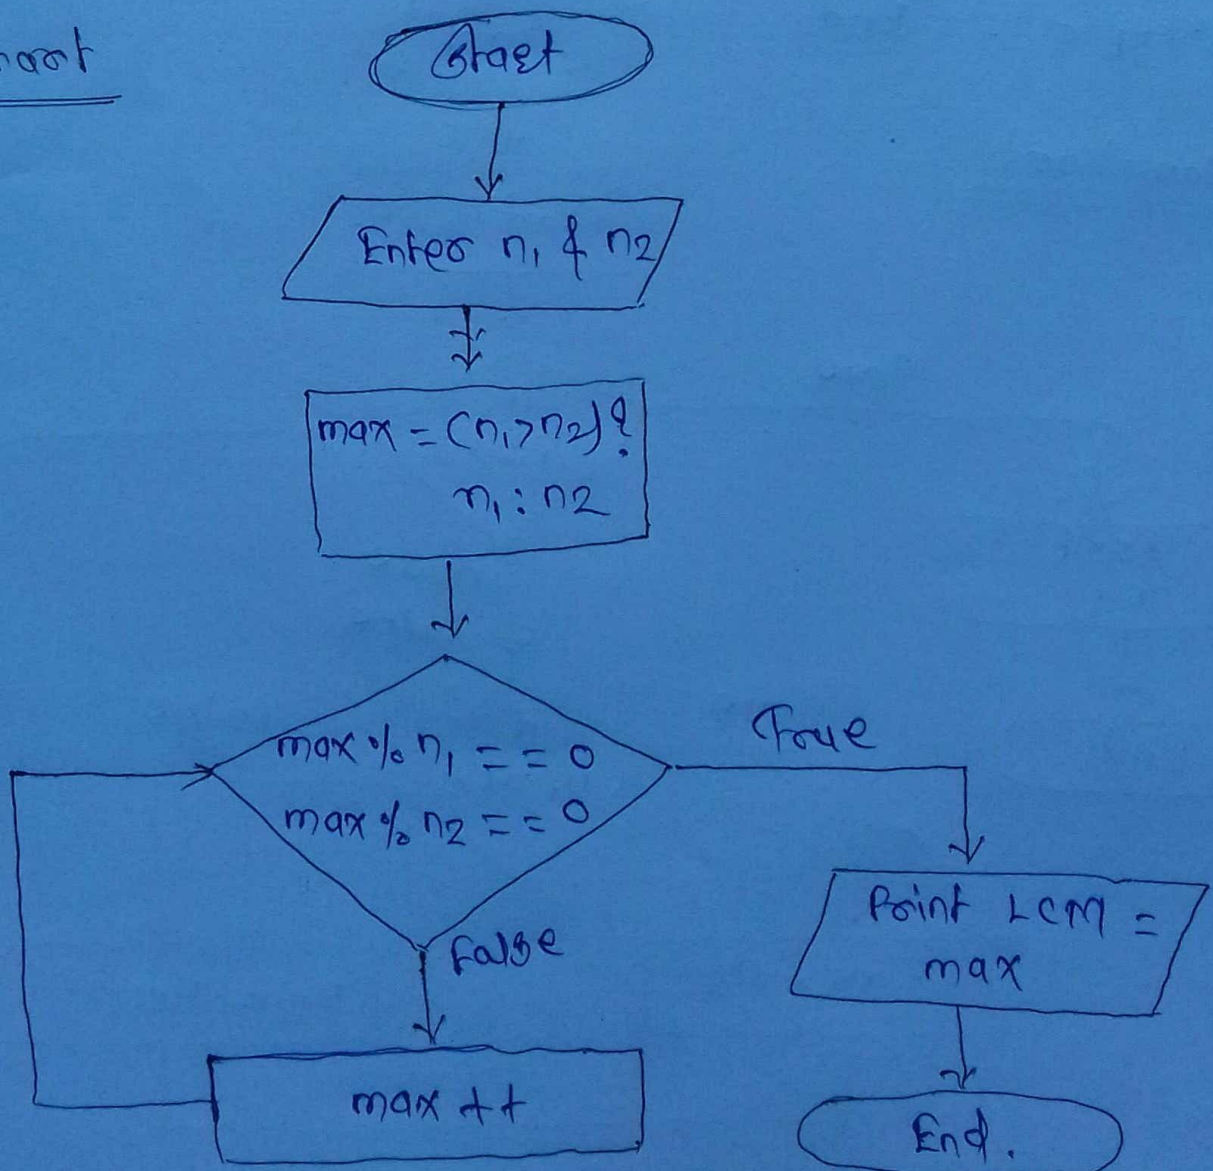 Start
Enter n1 & n2
max = (n1>n2)?
n1 : n2
max % n1 == 0
max % n2 == 0
True
False
Print LCM =
max
max ++
End.